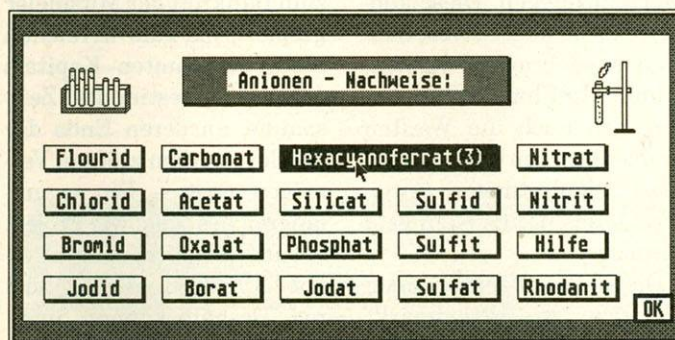 Anionen - Nachweise!
Flourid Carbonat Hexacyanoferrat(3) Nitrat
Chlorid Acetat Silicat Sulfid Nitrit
Bromid Oxalat Phosphat Sulfit Hilfe
Jodid Borat Jodat Sulfat Rhodanit
OK